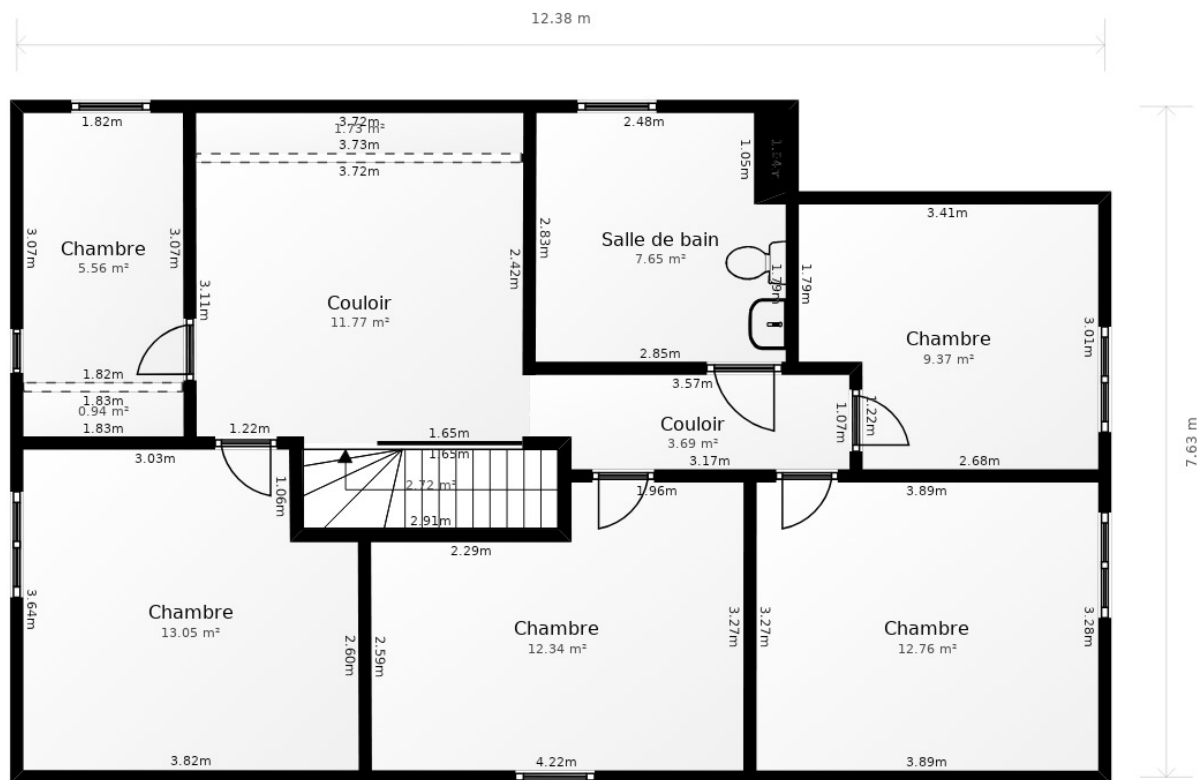 12.38 m
1.82m
3.72m
1.73 m²
3.73m
3.72m
2.48m
1.05m
3.07m
3.07m
Chambre
5.56 m²
3.11m
2.42m
2.83m
Couloir
11.77 m²
Salle de bain
7.65 m²
1.79m
1.79m
3.41m
Chambre
9.37 m²
3.01m
1.82m
1.83m
0.94 m²
1.83m
2.85m
3.57m
Couloir
3.69 m²
3.17m
1.07m
1.22m
2.68m
7.63 m
1.22m
1.65m
1.65m
2.72 m²
2.91m
3.03m
1.06m
1.96m
3.89m
2.29m
3.64m
Chambre
13.05 m²
2.60m
2.59m
Chambre
12.34 m²
3.27m
3.27m
Chambre
12.76 m²
3.28m
3.82m
4.22m
3.89m